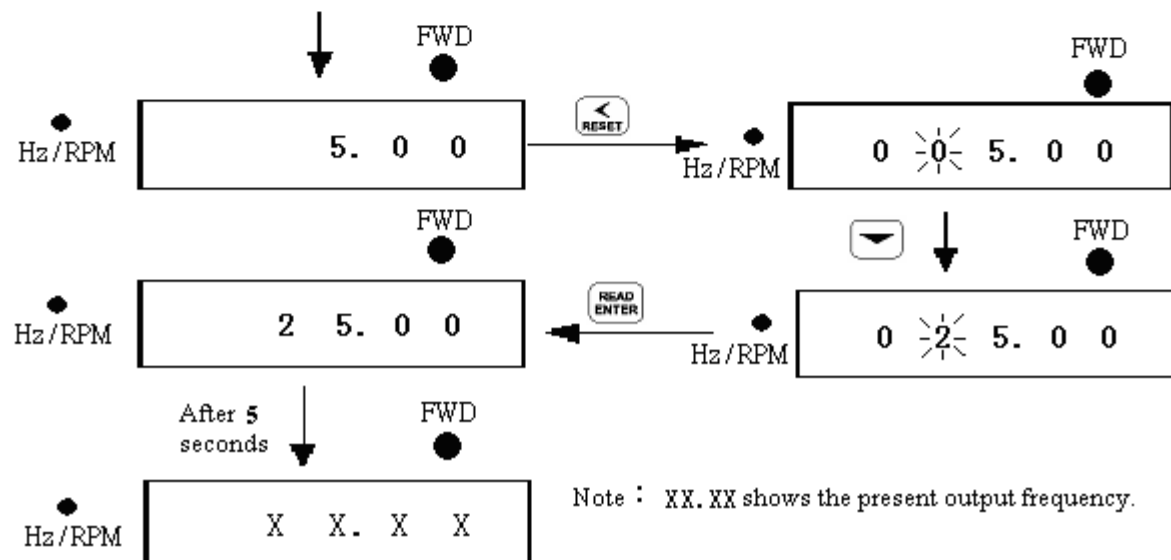 FWD
Hz/RPM
5. 0 0
<
RESET
FWD
Hz/RPM
0 0 5. 0 0
FWD
Hz/RPM
0 2 5. 0 0
READ
ENTER
FWD
Hz/RPM
2 5. 0 0
After 5
seconds
FWD
Hz/RPM
X X. X X
Note : XX.XX shows the present output frequency.